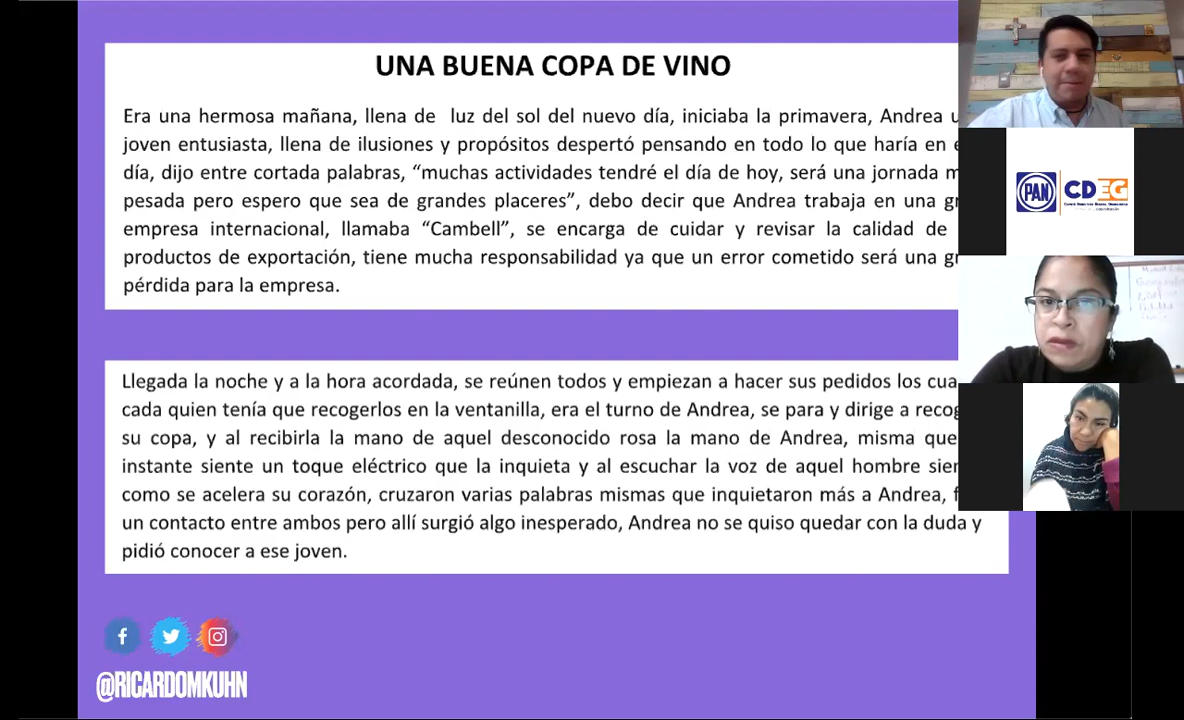 UNA BUENA COPA DE VINO
Era una hermosa mañana, llena de luz del sol del nuevo día, iniciaba la primavera, Andrea
joven entusiasta, llena de ilusiones y propósitos despertó pensando en todo lo que haría en
día, dijo entre cortada palabras, “muchas actividades tendré el día de hoy, será una jornada
pesada pero espero que sea de grandes placeres”, debo decir que Andrea trabaja en una
empresa internacional, llamaba “Cambell”, se encarga de cuidar y revisar la calidad de
productos de exportación, tiene mucha responsabilidad ya que un error cometido será una
pérdida para la empresa.
Llegada la noche y a la hora acordada, se reúnen todos y empiezan a hacer sus pedidos los
cada quien tenía que recogerlos en la ventanilla, era el turno de Andrea, se para y dirige a
su copa, y al recibirla la mano de aquel desconocido rosa la mano de Andrea, misma que
instante siente un toque eléctrico que la inquieta y al escuchar la voz de aquel hombre
como se acelera su corazón, cruzaron varias palabras mismas que inquietaron más a Andrea,
un contacto entre ambos pero allí surgió algo inesperado, Andrea no se quiso quedar con la duda y
pidió conocer a ese joven.
@RICARDOMKUHN
PAN
CDEG